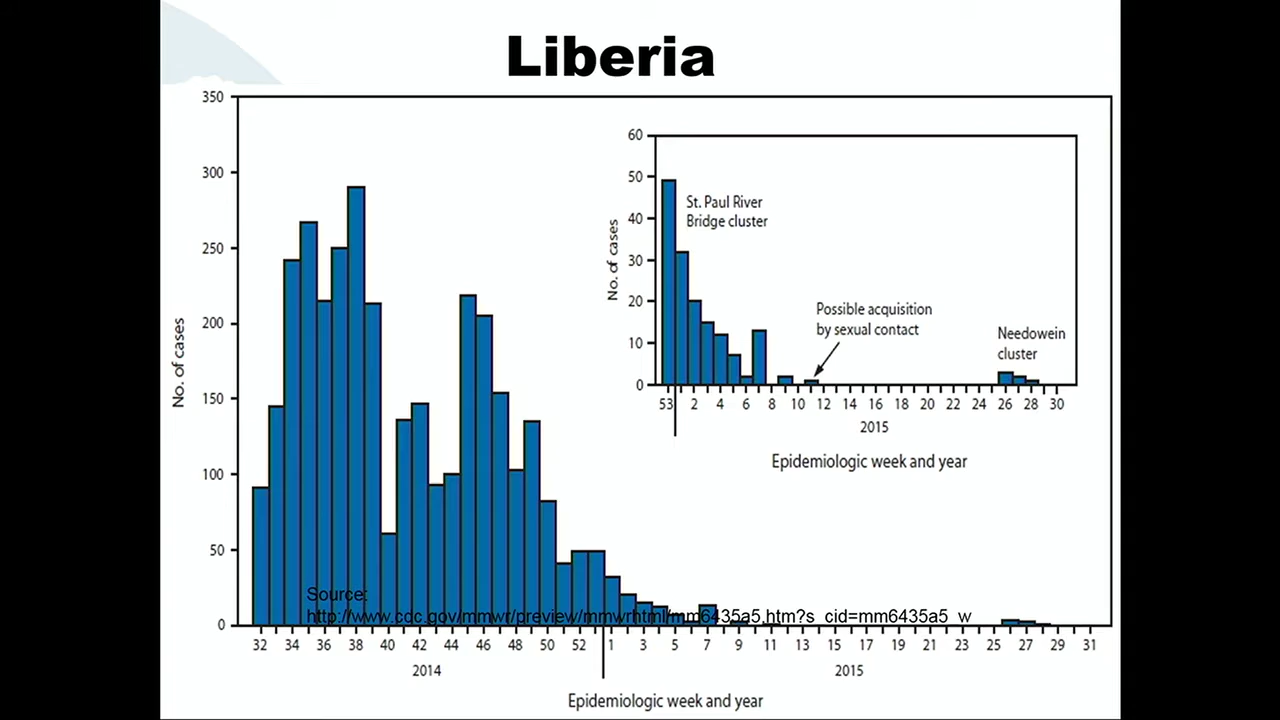 Liberia
350
300
250
200
150
100
50
0
No. of cases
32 34 36 38 40 42 44 46 48 50 52 1 3 5 7 9 11 13 15 17 19 21 23 25 27 29 31
2014 2015
Epidemiologic week and year
60
50
40
30
20
10
0
No. of cases
St. Paul River
Bridge cluster
Possible acquisition
by sexual contact
Needowein
cluster
53 2 4 6 8 10 12 14 16 18 20 22 24 26 28 30
2015
Epidemiologic week and year
Source:
http://www.cdc.gov/mmwr/preview/mmwrhtml/mm6435a5.htm?s_cid=mm6435a5_w